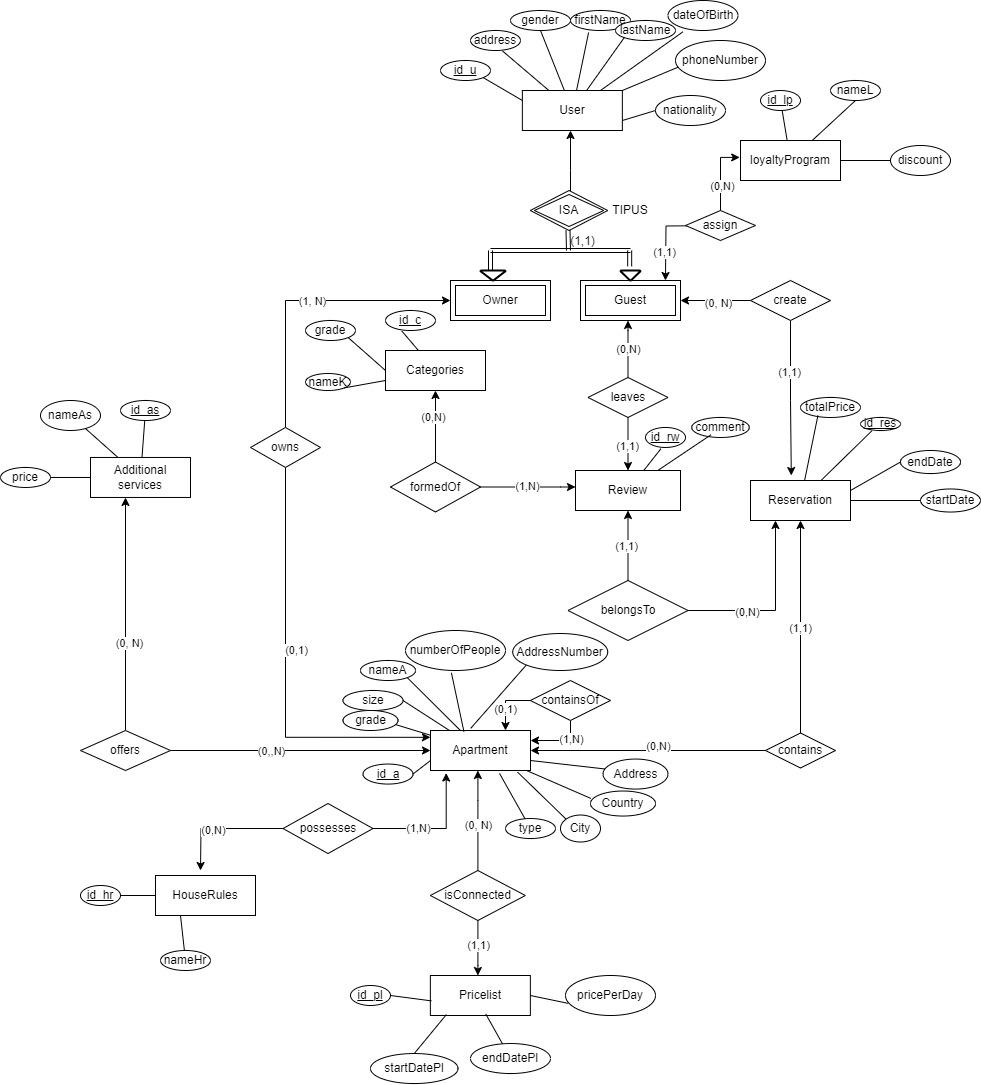 dateOfBirth
gender
firstName
lastName
address
phoneNumber
id_u
nameL
id_lp
User
nationality
loyaltyProgram
discount
(0,N)
ISA
TIPUS
assign
(1,1)
(1,1)
(1, N)
Owner
Guest
(0, N)
create
id_c
grade
(0,N)
Categories
(1,1)
nameK
leaves
totalPrice
nameAs
id_as
(0,N)
id_res
comment
id_rw
owns
(1,1)
endDate
price
Additional
services
formedOf
(1,N)
Review
Reservation
startDate
(1,1)
belongsTo
(0,N)
(1,1)
(0, N)
(0,1)
numberOfPeople
AddressNumber
nameA
size
containsOf
(0,1)
grade
(1,N)
offers
(0,,N)
Apartment
(0,N)
contains
id_a
Address
Country
(0,N)
possesses
(1,N)
(0, N)
type
City
id_hr
HouseRules
isConnected
(1,1)
nameHr
id_pl
Pricelist
pricePerDay
startDatePl
endDatePl